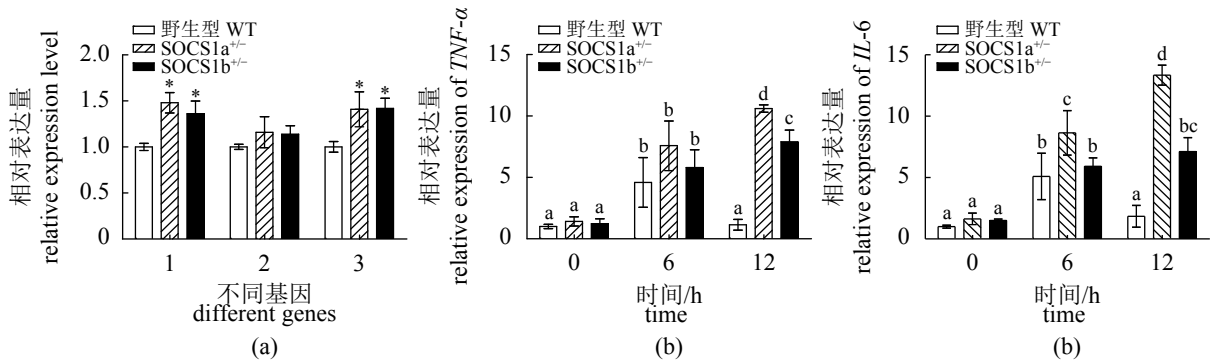 野生型 WT
SOCS1a+/−
SOCS1b+/−
相对表达量
relative expression level
2.0
1.5
1.0
0.5
0
* * * *
1 2 3
不同基因
different genes
(a)
野生型 WT
SOCS1a+/−
SOCS1b+/−
相对表达量
relative expression of TNF-α
15
10
5
0
a a a b b b a d c
0 6 12
时间/h
time
(b)
野生型 WT
SOCS1a+/−
SOCS1b+/−
相对表达量
relative expression of IL-6
15
10
5
0
a a a b c b a d bc
0 6 12
时间/h
time
(b)